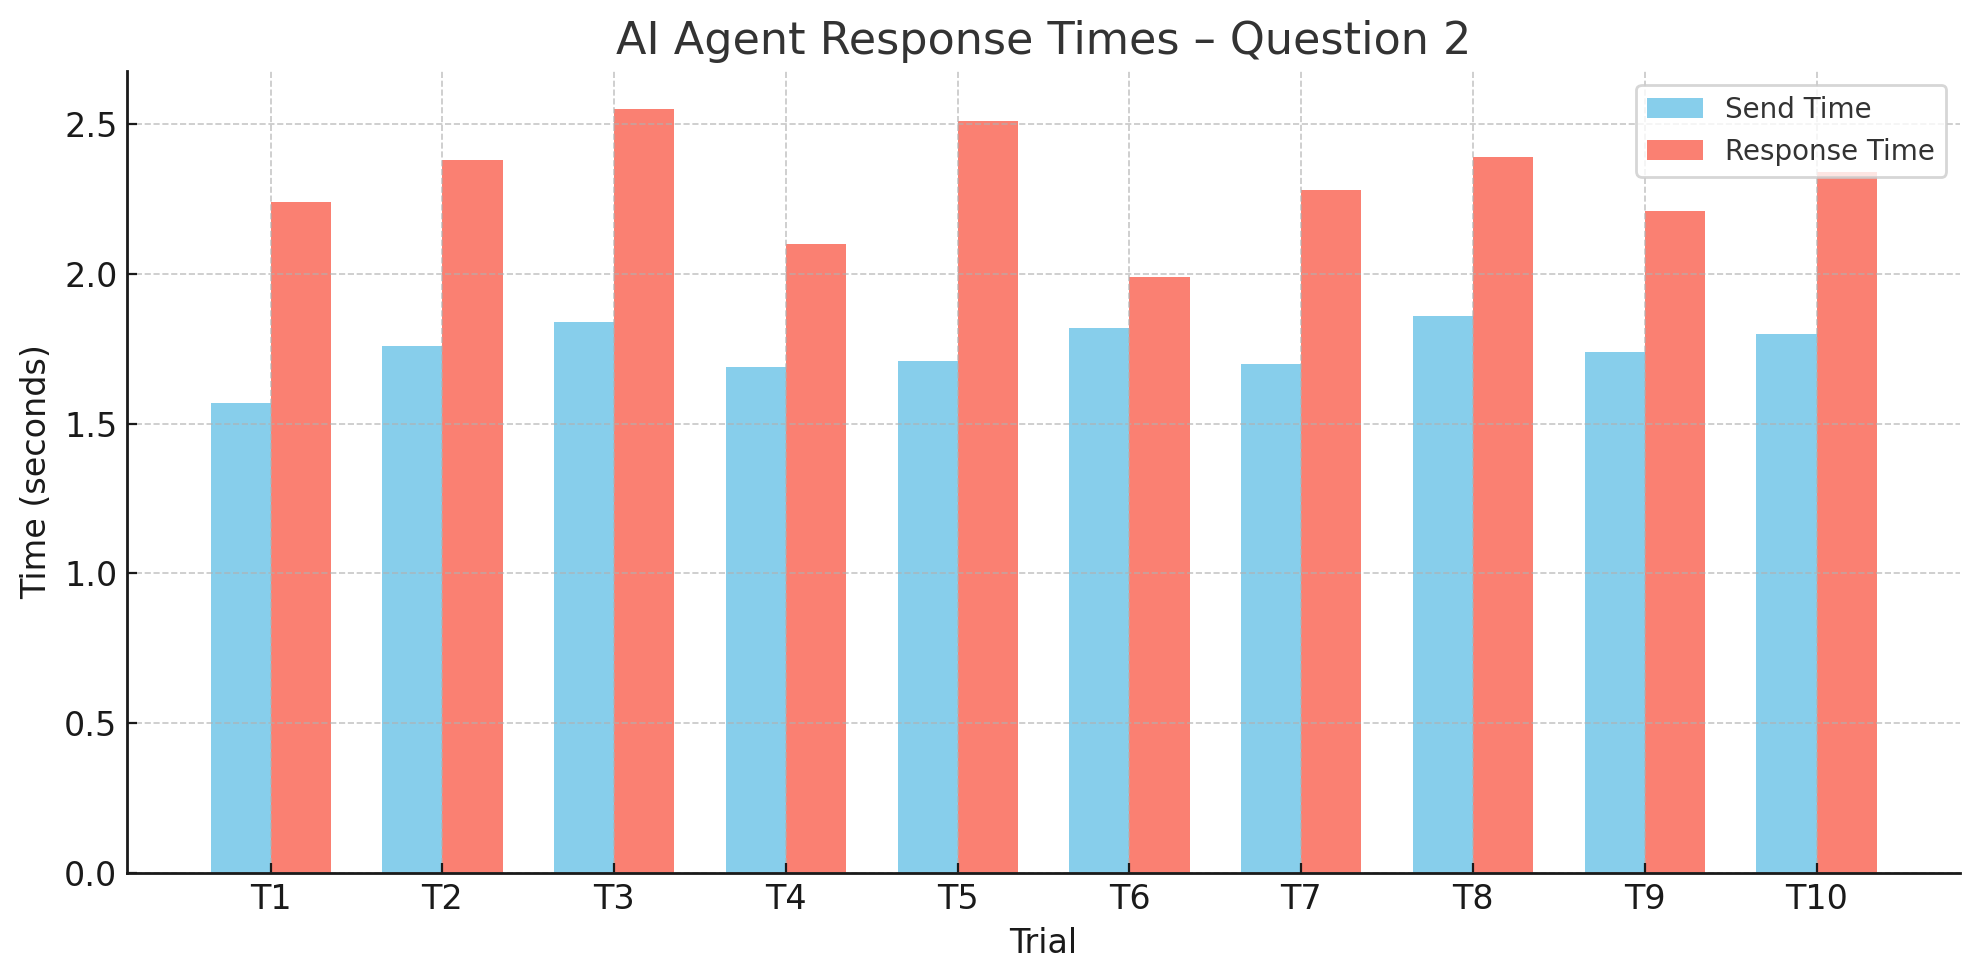 AI Agent Response Times – Question 2
Send Time
Response Time
2.5
2.0
1.5
1.0
0.5
0.0
Time (seconds)
T1 T2 T3 T4 T5 T6 T7 T8 T9 T10
Trial